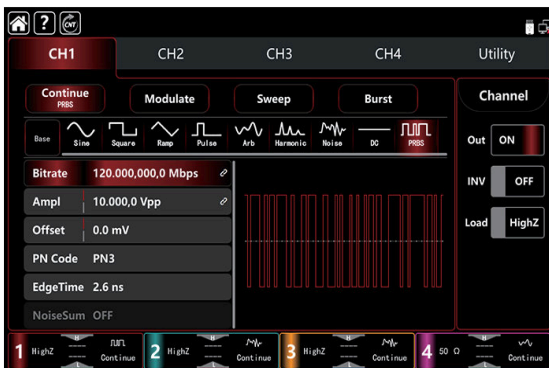 ? CNT
CH1 CH2 CH3 CH4 Utility
Continue Modulate Sweep Burst Channel
PRBS
Base Sine Square Ramp Pulse Arb Harmonic Noise DC PRBS
Out ON
Bitrate 120.000,000,0 Mbps
INV OFF
Ampl 10.000,0 Vpp
Load HighZ
Offset 0.0 mV
PN Code PN3
EdgeTime 2.6 ns
NoiseSum OFF
1 HighZ H L Continue 2 HighZ H L Continue 3 HighZ H L Continue 4 50 Ω H L Continue